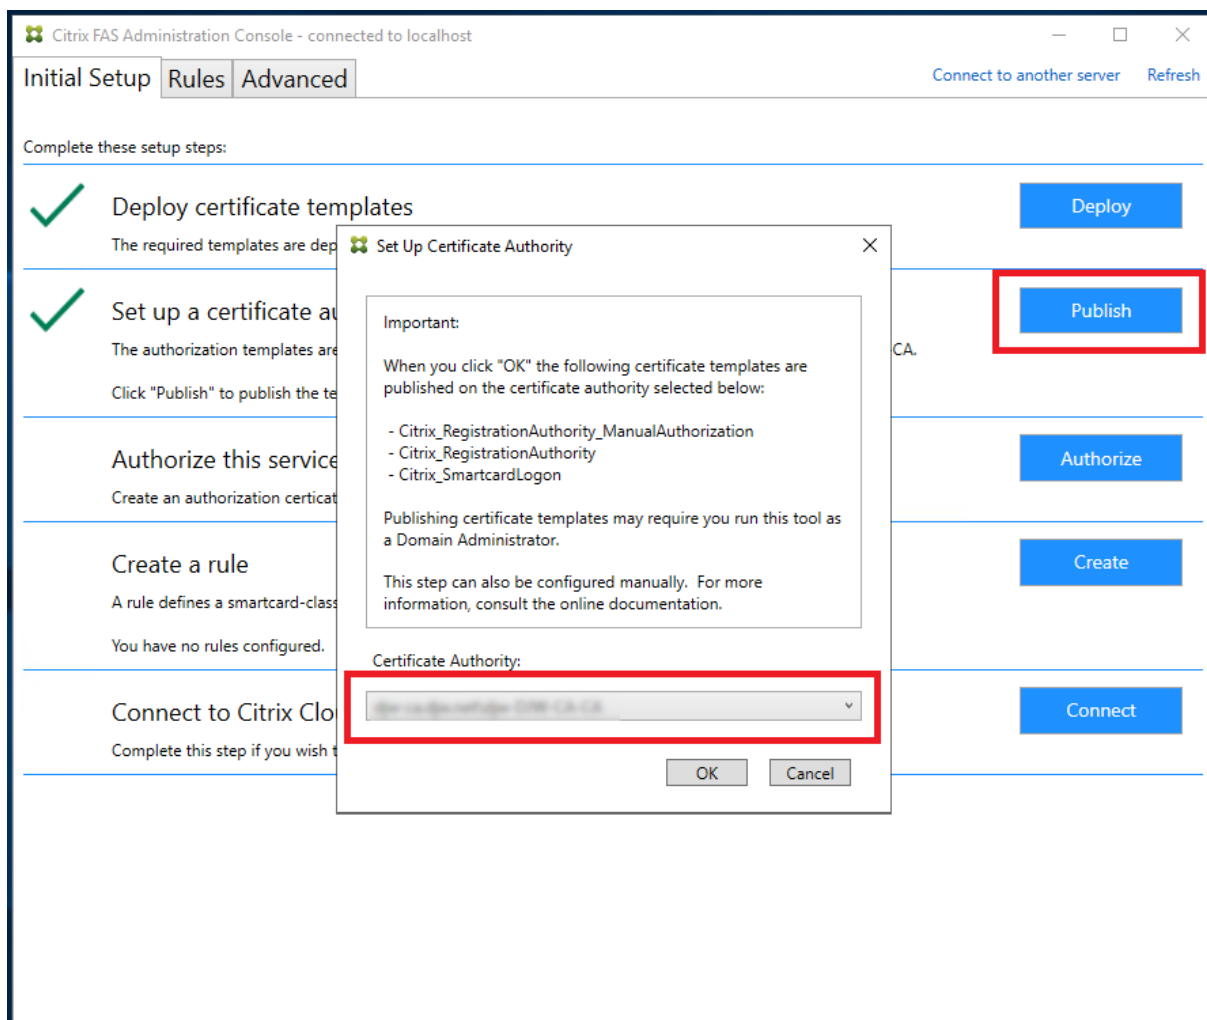 Citrix FAS Administration Console - connected to localhost
Initial Setup Rules Advanced
Connect to another server Refresh
Complete these setup steps:
Deploy certificate templates
Deploy
The required templates are dep
Set Up Certificate Authority
Set up a certificate au
Publish
The authorization templates are
CA.
Click "Publish" to publish the te
Important:
When you click "OK" the following certificate templates are
published on the certificate authority selected below:
- Citrix_RegistrationAuthority_ManualAuthorization
- Citrix_RegistrationAuthority
- Citrix_SmartcardLogon
Publishing certificate templates may require you run this tool as
a Domain Administrator.
This step can also be configured manually. For more
information, consult the online documentation.
Certificate Authority:
OK Cancel
Authorize this service
Authorize
Create an authorization certicat
Create a rule
Create
A rule defines a smartcard-class
You have no rules configured.
Connect to Citrix Clo
Connect
Complete this step if you wish t